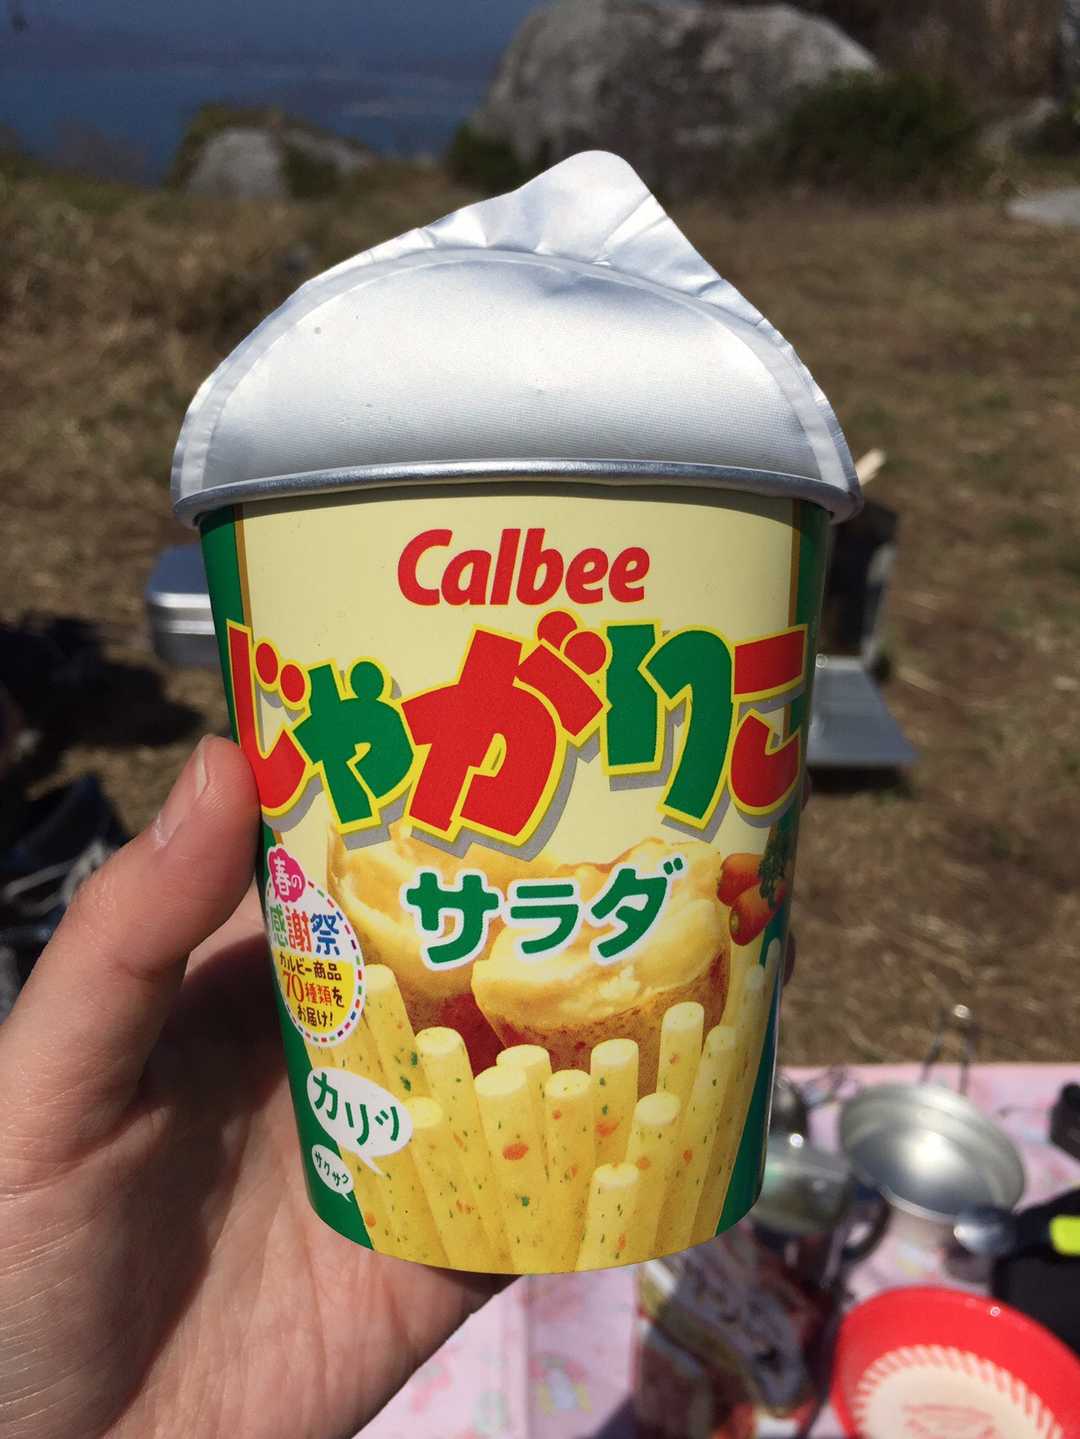 Calbee
じゃがりこ
サラダ
春の
感謝祭
カルビー商品
70種類を
お届け!
カリッ
サクサク